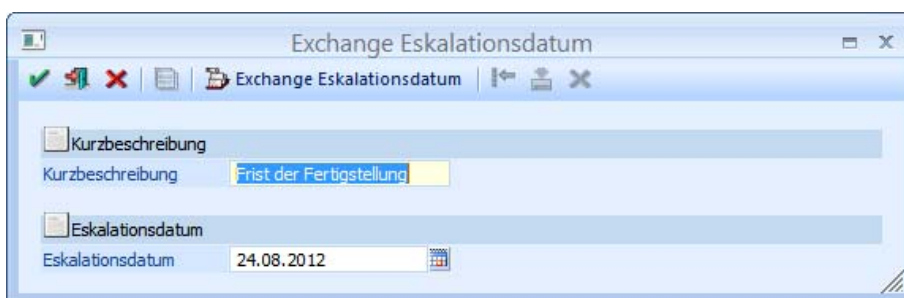 Exchange Eskalationsdatum
Exchange Eskalationsdatum
Kurzbeschreibung
Kurzbeschreibung Frist der Fertigstellung
Eskalationsdatum
Eskalationsdatum 24.08.2012